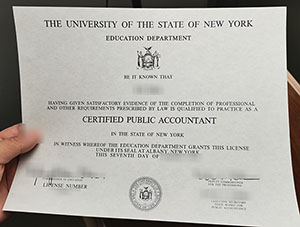 THE UNIVERSITY OF THE STATE OF NEW YORK
EDUCATION DEPARTMENT
BE IT KNOWN THAT
HAVING GIVEN SATISFACTORY EVIDENCE OF THE COMPLETION OF PROFESSIONAL
AND OTHER REQUIREMENTS PRESCRIBED BY LAW IS QUALIFIED TO PRACTICE AS A
CERTIFIED PUBLIC ACCOUNTANT
IN THE STATE OF NEW YORK
IN WITNESS WHEREOF THE EDUCATION DEPARTMENT GRANTS THIS LICENSE
UNDER ITS SEAL AT ALBANY, NEW YORK
THIS SEVENTH DAY OF
LICENSE NUMBER